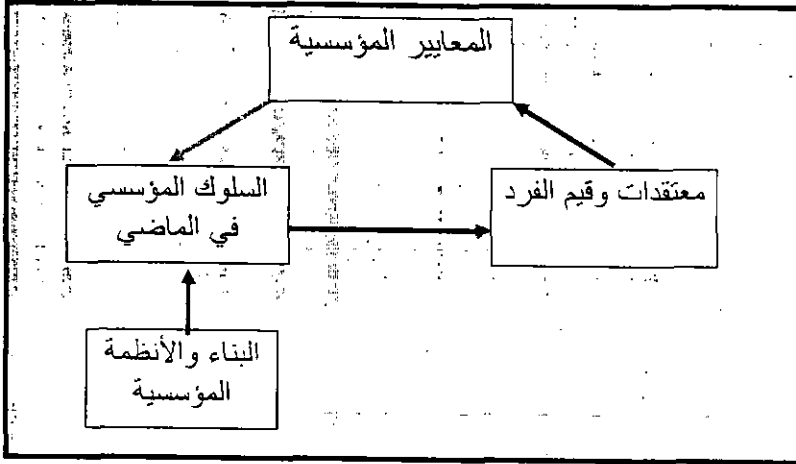 المعايير المؤسسية
السلوك المؤسسي
في الماضي
معتقدات وقيم الفرد
البناء والأنظمة
المؤسسية